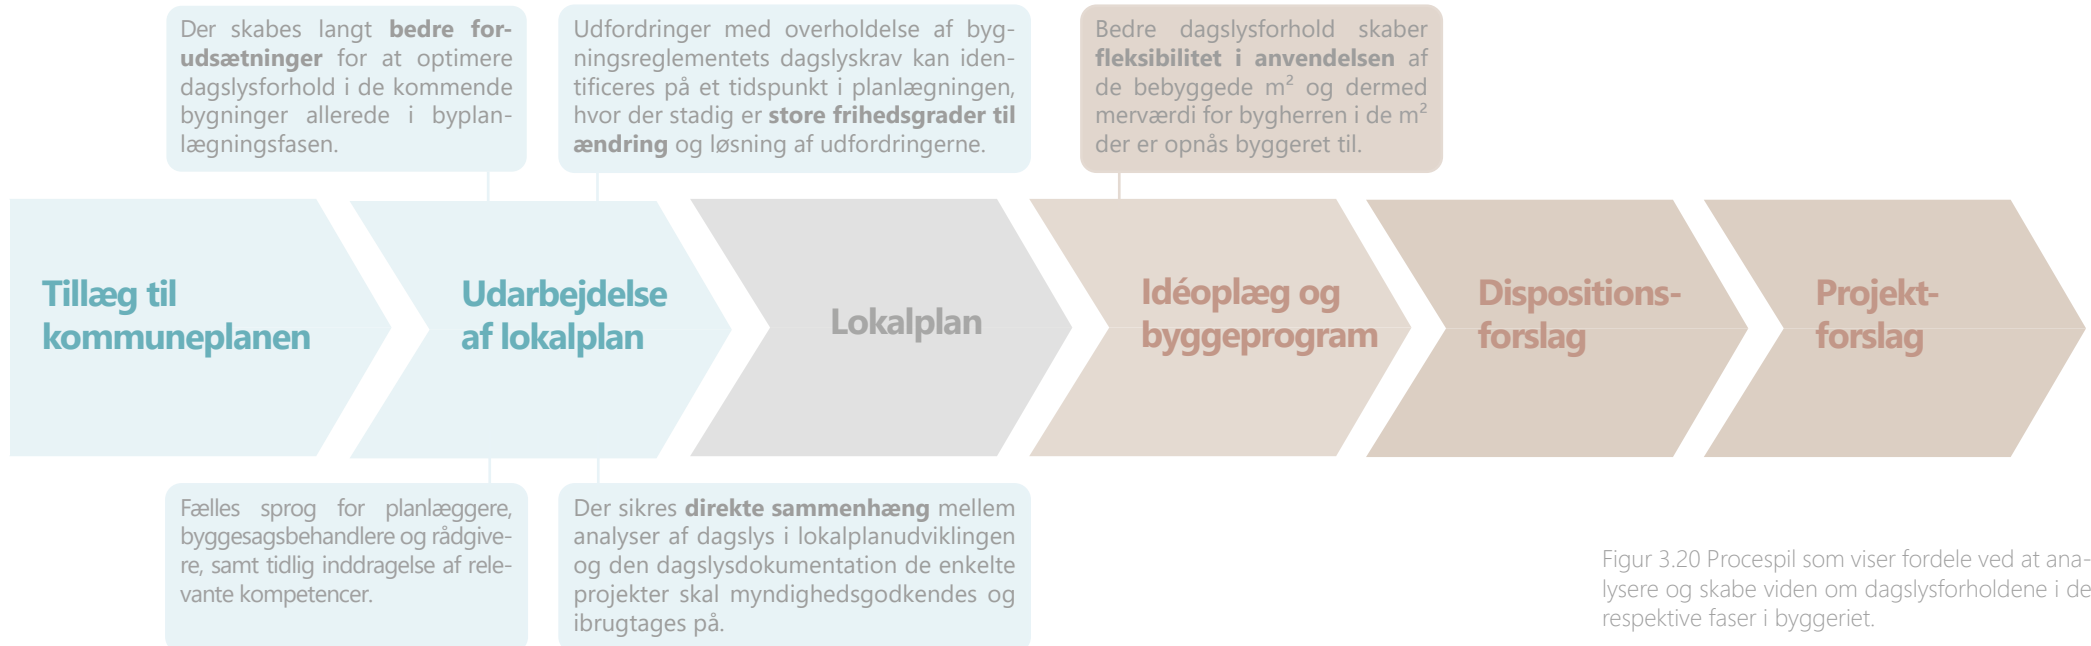 Der skabes langt bedre for-
udsætninger for at optimere
dagslysforhold i de kommende
bygninger allerede i byplan-
lægningsfasen.
Udfordringer med overholdelse af byg-
ningsreglementets dagslyskrav kan iden-
tificeres på et tidspunkt i planlægningen,
hvor der stadig er store frihedsgrader til
ændring og løsning af udfordringerne.
Bedre dagslysforhold skaber
fleksibilitet i anvendelsen af
de bebyggede m² og dermed
merværdi for bygherren i de m²
der er opnås byggeret til.
Tillæg til
kommuneplanen
Udarbejdelse
af lokalplan
Lokalplan
Idéoplæg og
byggeprogram
Dispositions-
forslag
Projekt-
forslag
Fælles sprog for planlæggere,
byggesagsbehandlere og rådgive-
re, samt tidlig inddragelse af rele-
vante kompetencer.
Der sikres direkte sammenhæng mellem
analyser af dagslys i lokalplanudviklingen
og den dagslysdokumentation de enkelte
projekter skal myndighedsgodkendes og
ibrugtages på.
Figur 3.20 Procespil som viser fordele ved at ana-
lysere og skabe viden om dagslysforholdene i de
respektive faser i byggeriet.